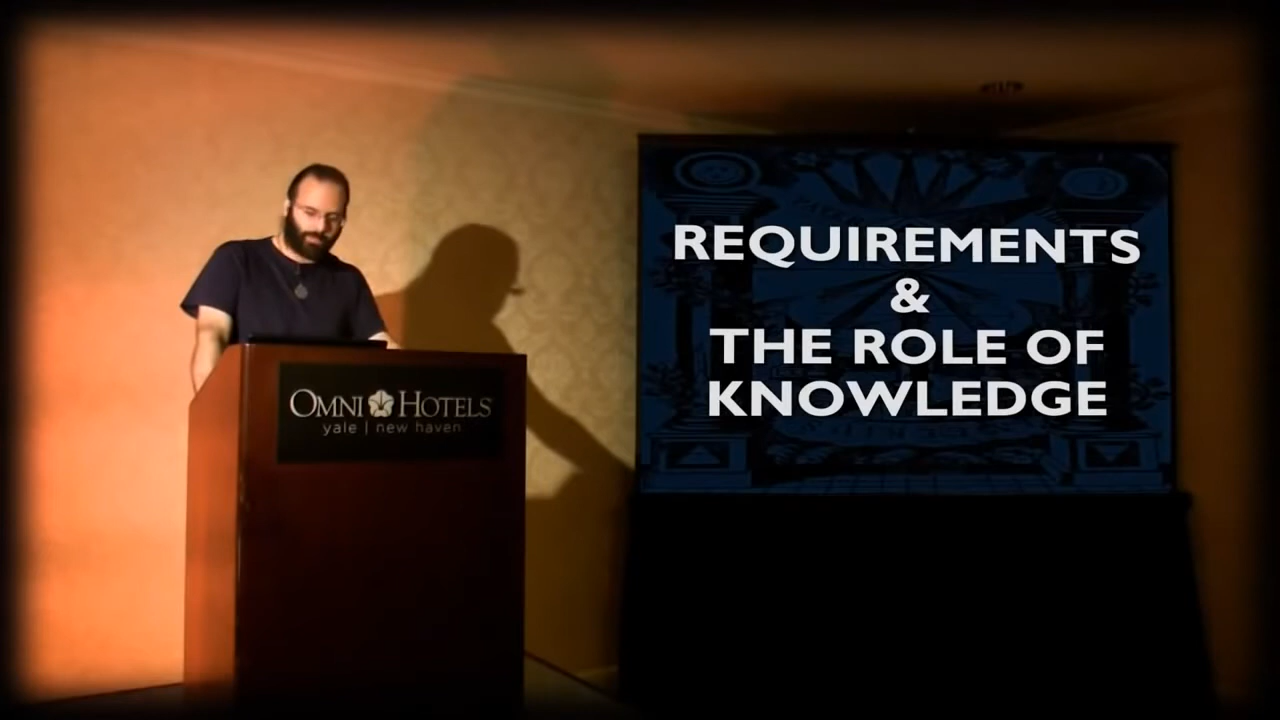 OMNI HOTELS
yale | new haven
REQUIREMENTS
&
THE ROLE OF
KNOWLEDGE